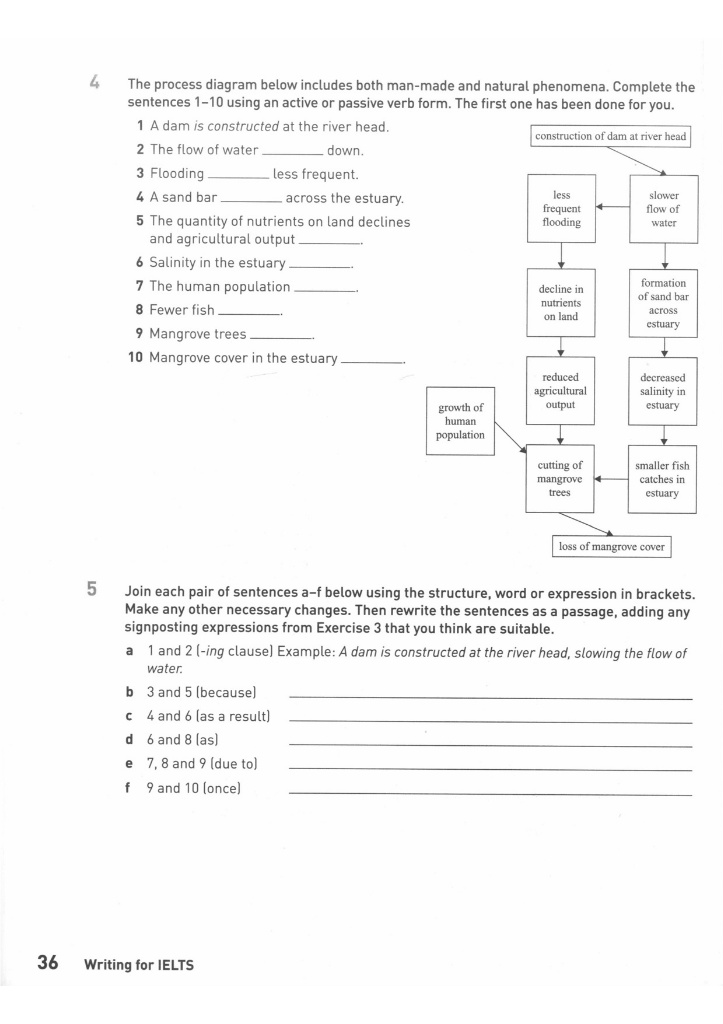 4
The process diagram below includes both man-made and natural phenomena. Complete the
sentences 1–10 using an active or passive verb form. The first one has been done for you.
1 A dam is constructed at the river head.
2 The flow of water ________ down.
3 Flooding ________ less frequent.
4 A sand bar ________ across the estuary.
5 The quantity of nutrients on land declines
and agricultural output ________.
6 Salinity in the estuary ________.
7 The human population ________.
8 Fewer fish ________.
9 Mangrove trees ________.
10 Mangrove cover in the estuary ________.
construction of dam at river head
less
frequent
flooding
slower
flow of
water
decline in
nutrients
on land
formation
of sand bar
across
estuary
reduced
agricultural
output
decreased
salinity in
estuary
growth of
human
population
cutting of
mangrove
trees
smaller fish
catches in
estuary
loss of mangrove cover
5
Join each pair of sentences a–f below using the structure, word or expression in brackets.
Make any other necessary changes. Then rewrite the sentences as a passage, adding any
signposting expressions from Exercise 3 that you think are suitable.
a 1 and 2 (-ing clause) Example: A dam is constructed at the river head, slowing the flow of
water.
b 3 and 5 (because)
c 4 and 6 (as a result)
d 6 and 8 (as)
e 7, 8 and 9 (due to)
f 9 and 10 (once)
36 Writing for IELTS